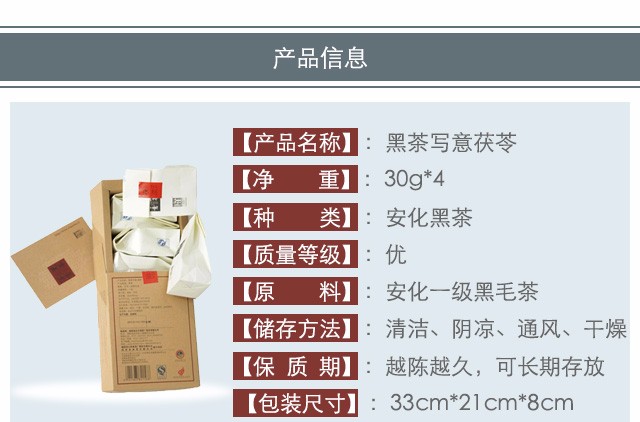 产品信息
【产品名称】：黑茶写意茯苓
【净 重】：30g*4
【种 类】：安化黑茶
【质量等级】：优
【原 料】：安化一级黑毛茶
【储存方法】：清洁、阴凉、通风、干燥
【保 质 期】：越陈越久，可长期存放
【包装尺寸】：33cm*21cm*8cm